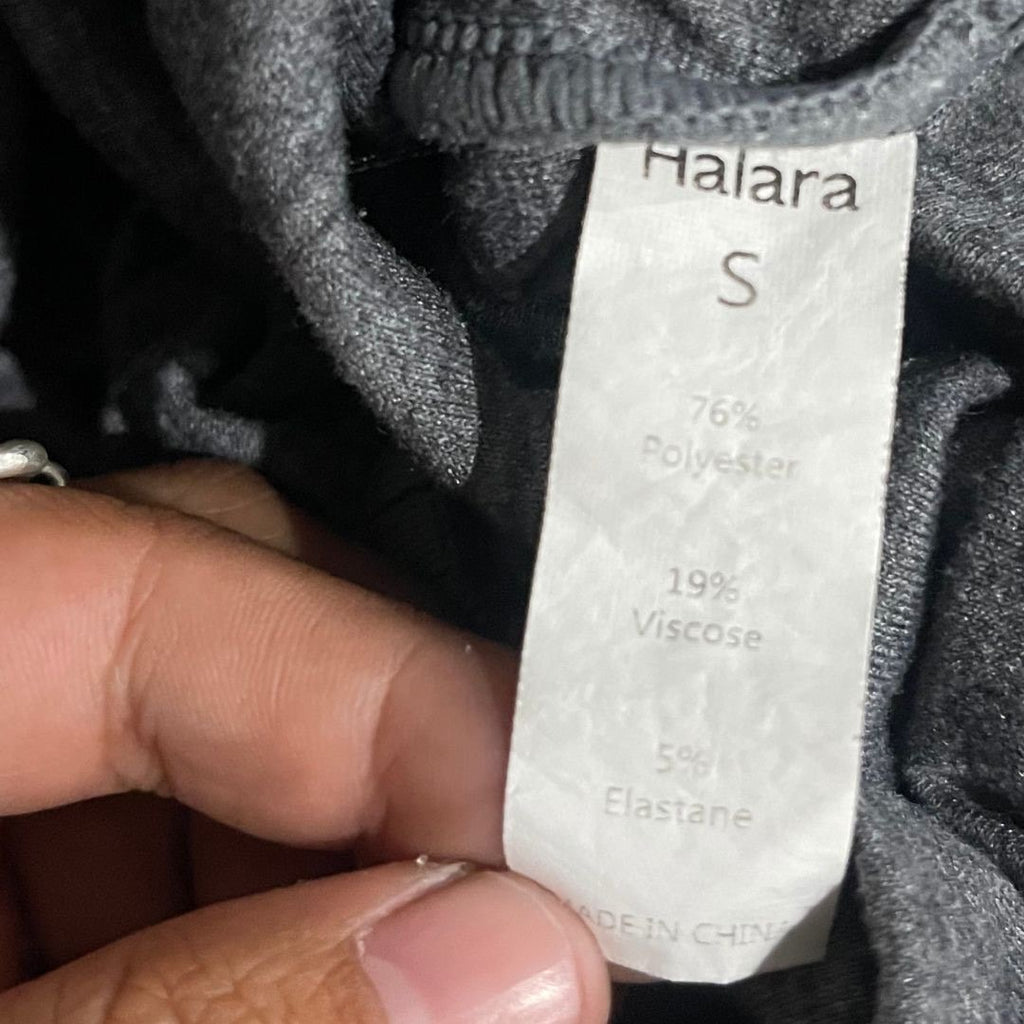 Halara
S
76%
Polyester
19%
Viscose
5%
Elastane
MADE IN CHINA